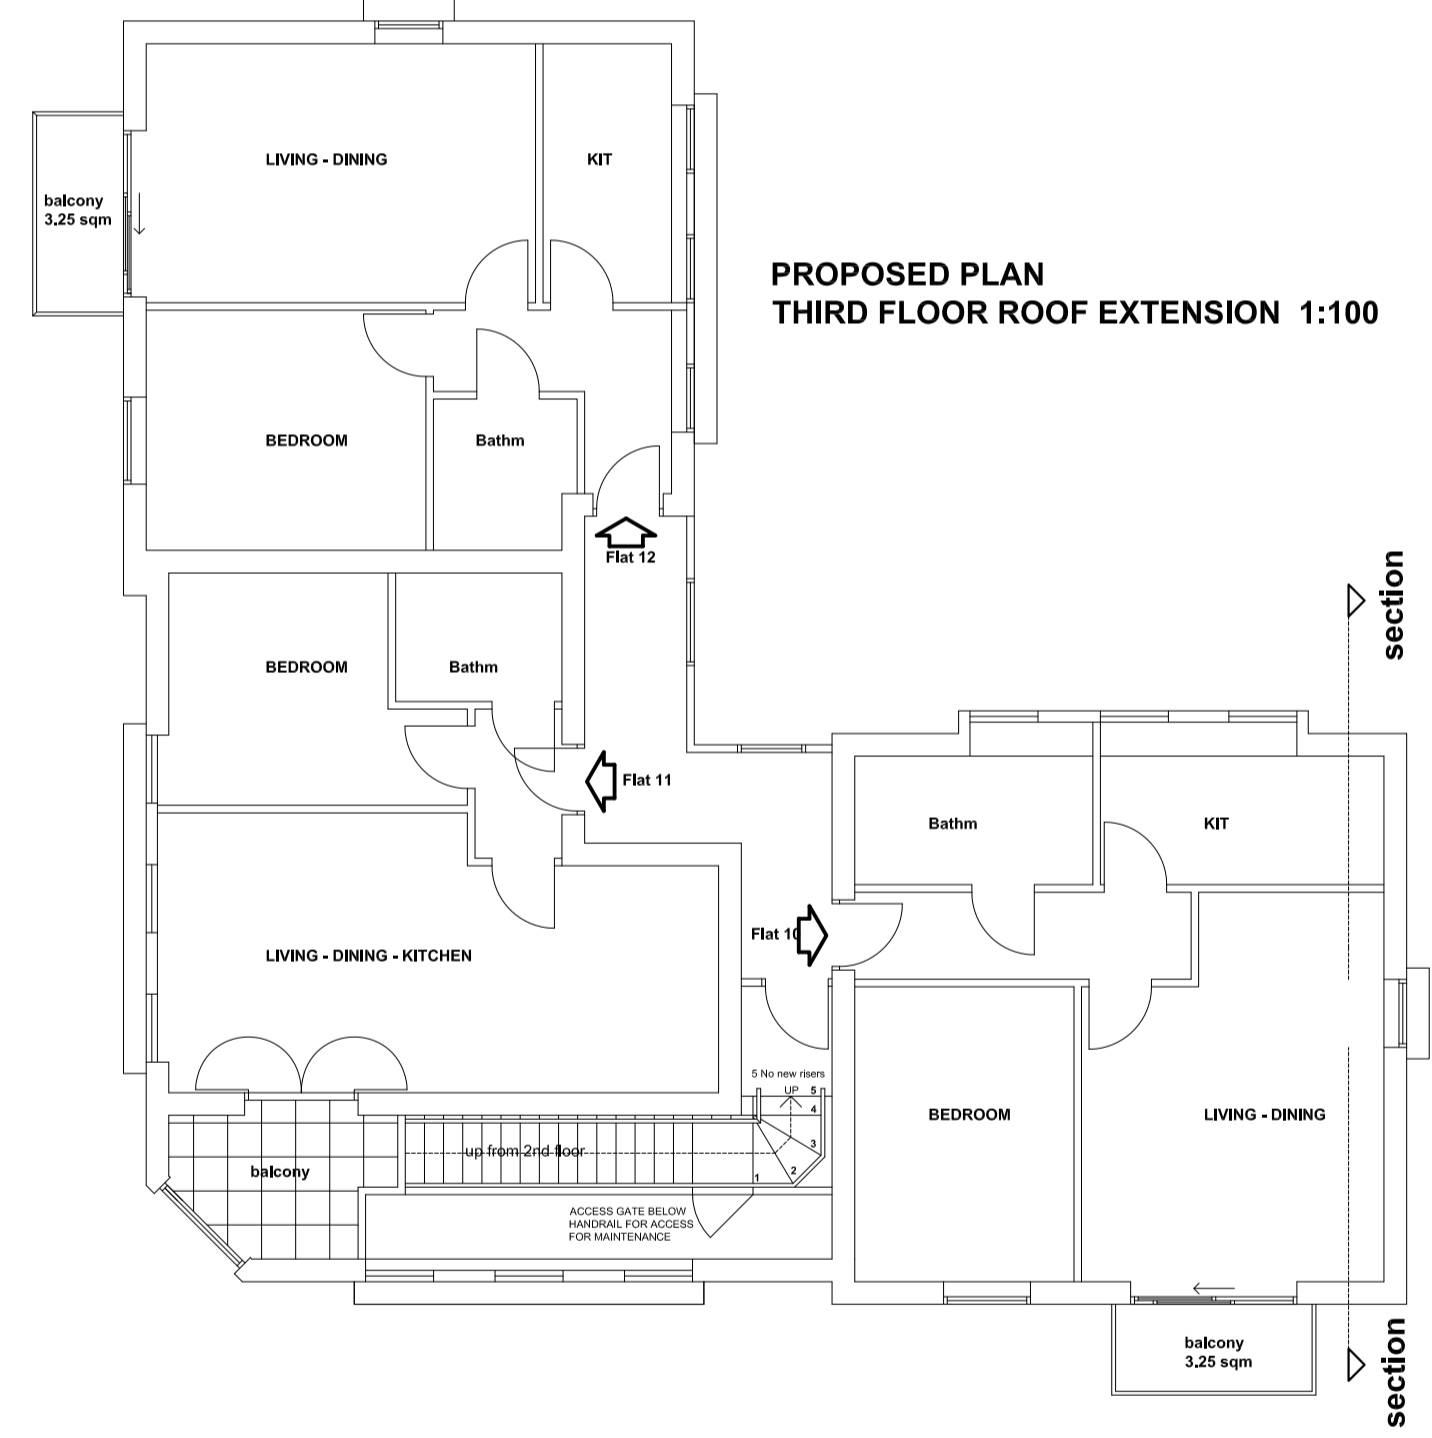 LIVING - DINING
KIT
balcony
3.25 sqm
PROPOSED PLAN
THIRD FLOOR ROOF EXTENSION 1:100
BEDROOM
Bathm
Flat 12
section
BEDROOM
Bathm
Flat 11
Bathm
KIT
Flat 10
LIVING - DINING - KITCHEN
5 No new risers
UP
5
4
3
2
1
BEDROOM
LIVING - DINING
up from 2nd floor
balcony
ACCESS GATE BELOW
HANDRAIL FOR ACCESS
FOR MAINTENANCE
balcony
3.25 sqm
section